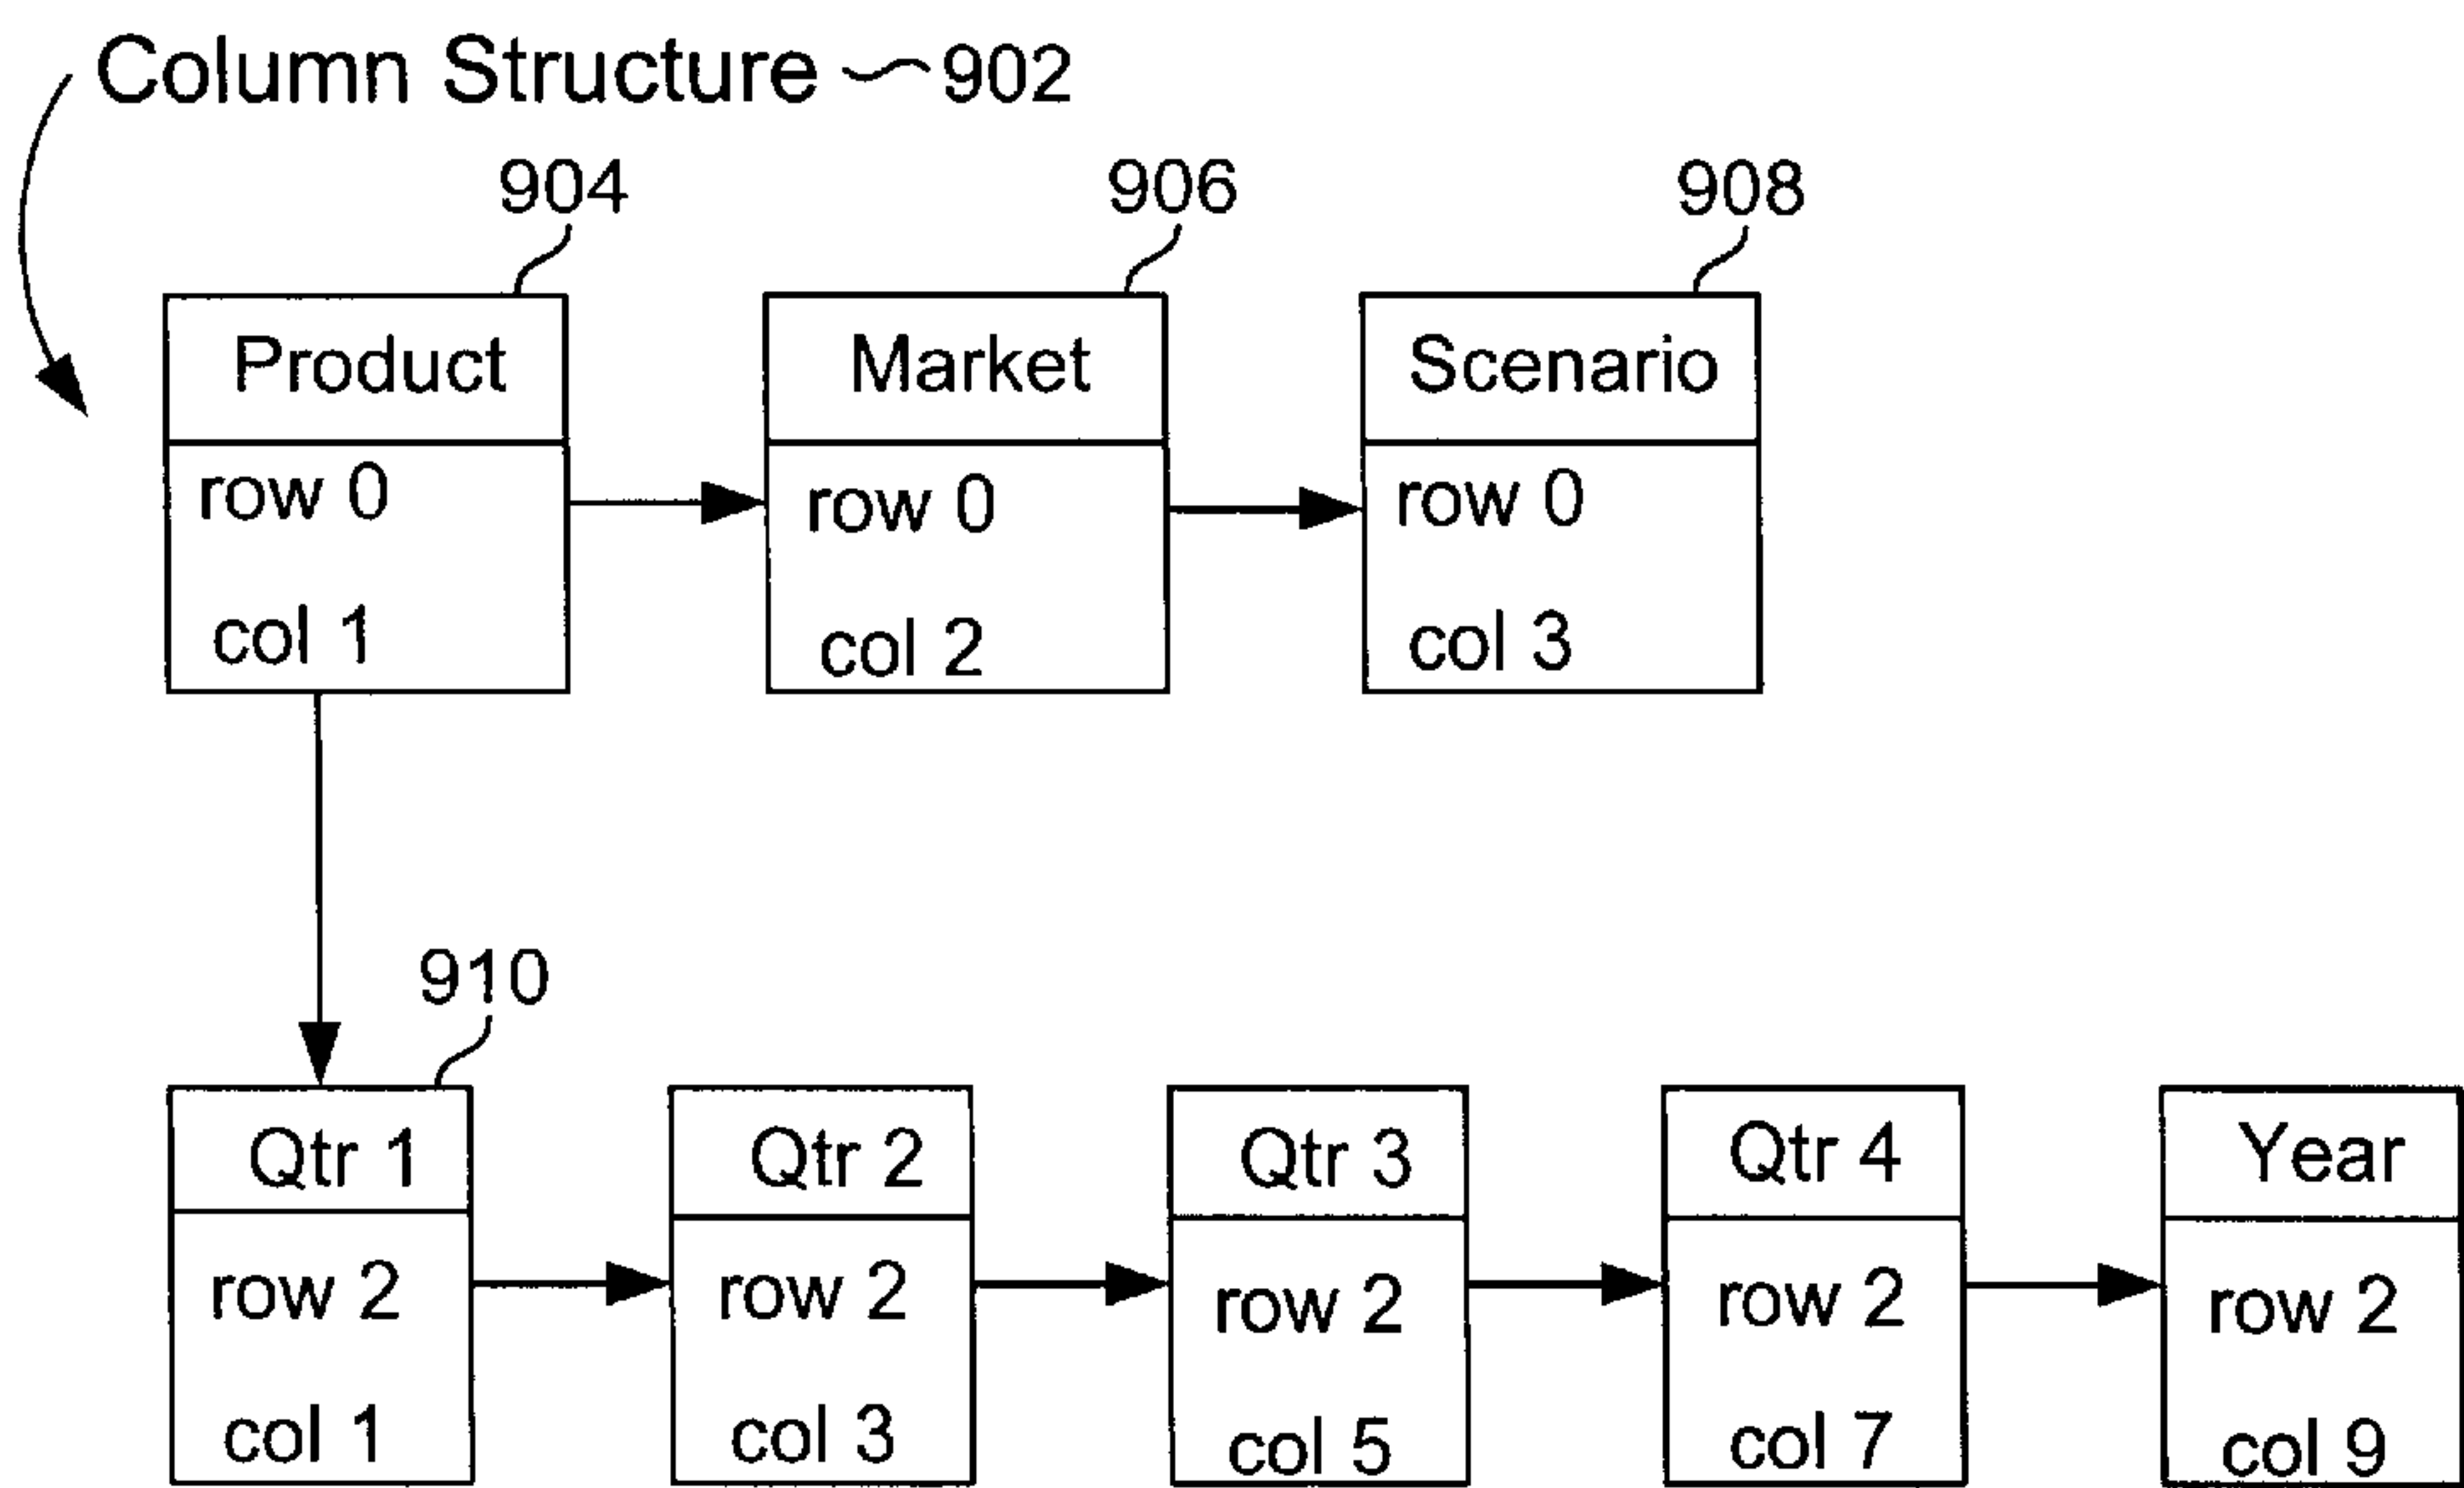 Column Structure 902
904 906 908
Product Market Scenario
row 0 row 0 row 0
col 1 col 2 col 3
910
Qtr 1 Qtr 2 Qtr 3 Qtr 4 Year
row 2 row 2 row 2 row 2 row 2
col 1 col 3 col 5 col 7 col 9